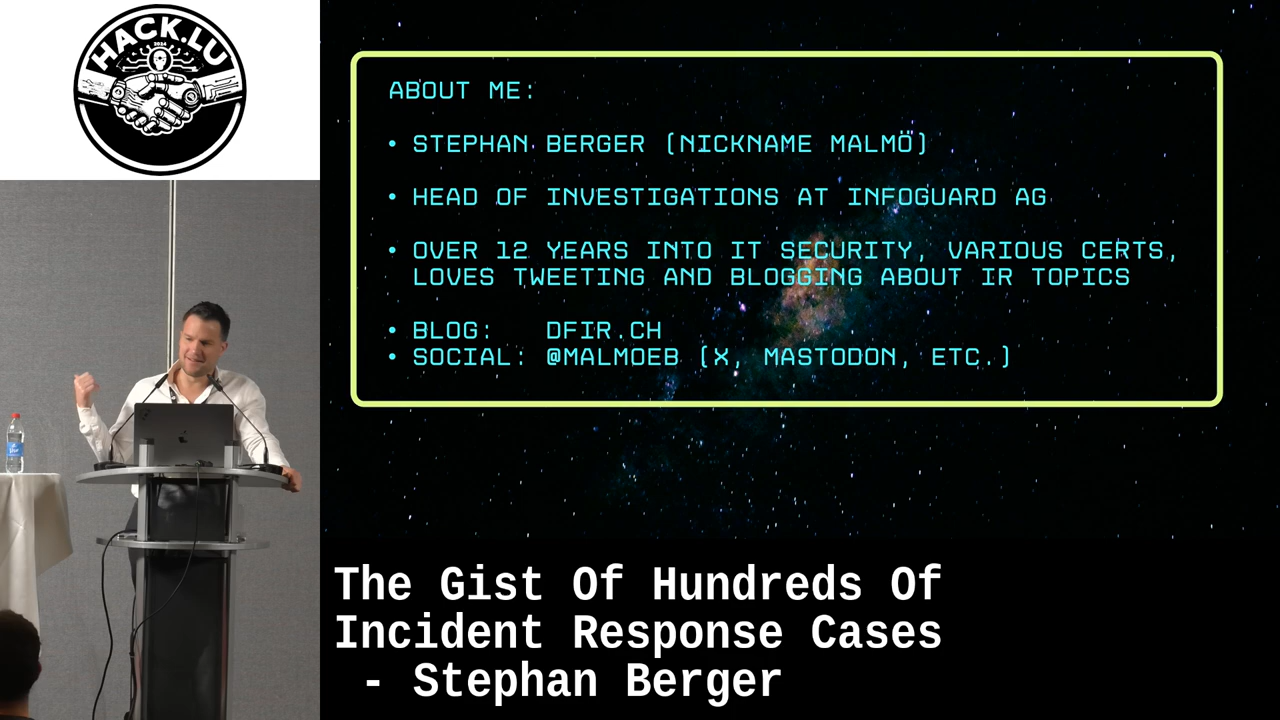 HACK.LU
2024
ABOUT ME:
• STEPHAN BERGER (NICKNAME MALMÖ)
• HEAD OF INVESTIGATIONS AT INFOGUARD AG
• OVER 12 YEARS INTO IT SECURITY, VARIOUS CERTS,
LOVES TWEETING AND BLOGGING ABOUT IR TOPICS
• BLOG: DFIR.CH
• SOCIAL: @MALMOEB (X, MASTODON, ETC.)
The Gist Of Hundreds Of
Incident Response Cases
- Stephan Berger